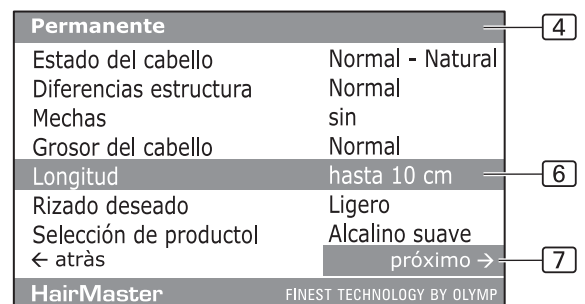 Permanente 4
Estado del cabello Normal - Natural
Diferencias estructura Normal
Mechas sin
Grosor del cabello Normal
Longitud hasta 10 cm 6
Rizado deseado Ligero
Selección de productol Alcalino suave
← atràs próximo → 7
HairMaster FINEST TECHNOLOGY BY OLYMP